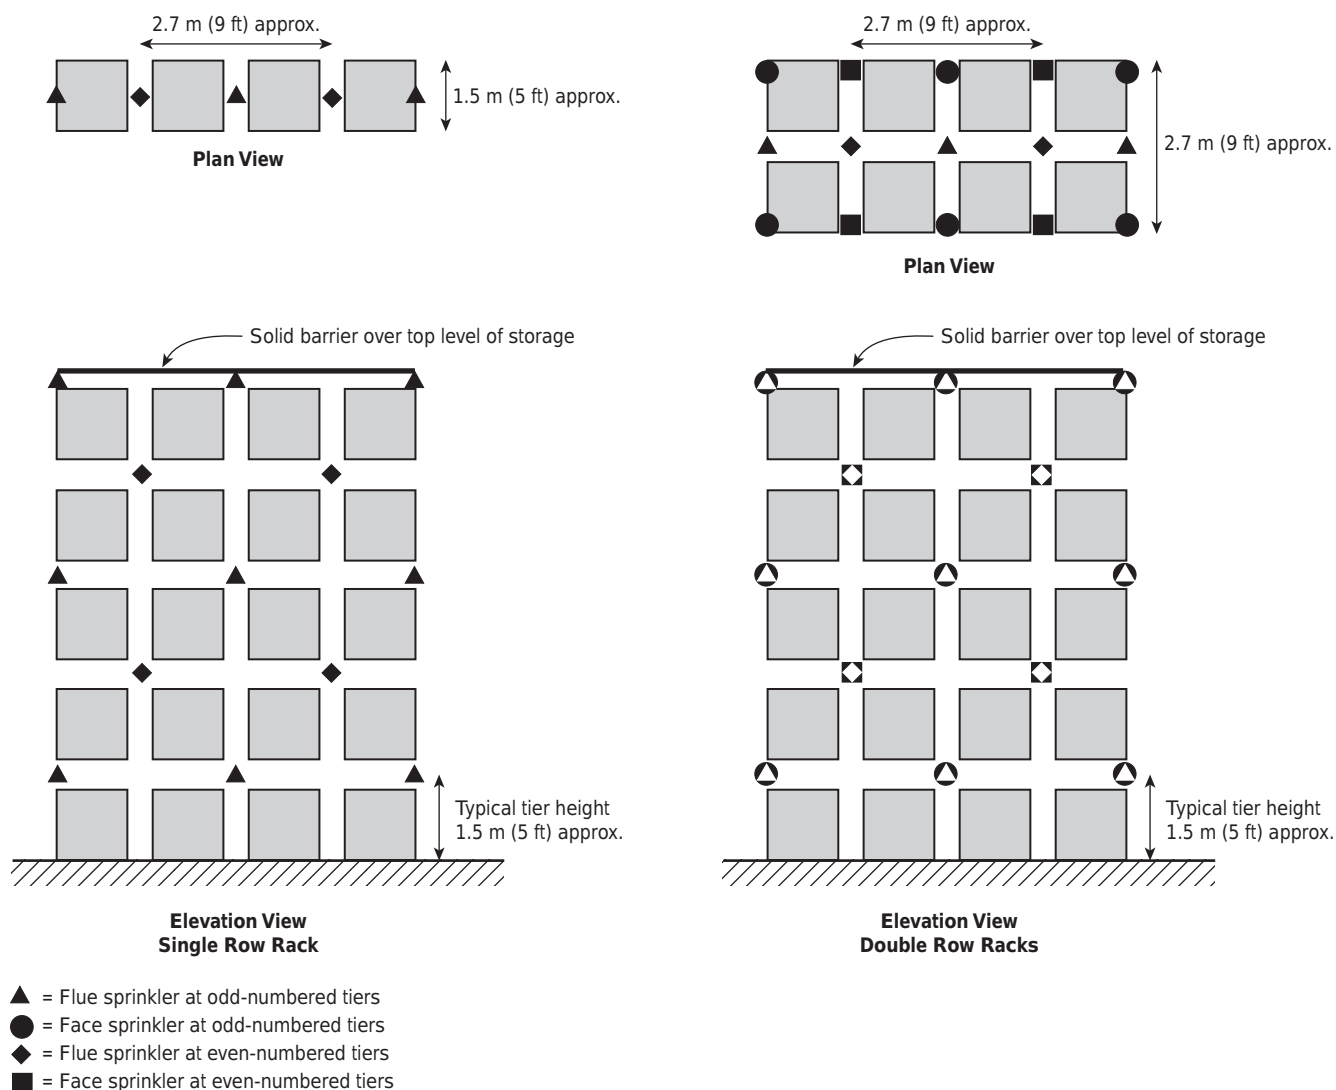 2.7 m (9 ft) approx.
1.5 m (5 ft) approx.
Plan View
2.7 m (9 ft) approx.
2.7 m (9 ft) approx.
Plan View
Solid barrier over top level of storage
Typical tier height
1.5 m (5 ft) approx.
Elevation View
Single Row Rack
Solid barrier over top level of storage
Typical tier height
1.5 m (5 ft) approx.
Elevation View
Double Row Racks
= Flue sprinkler at odd-numbered tiers
= Face sprinkler at odd-numbered tiers
= Flue sprinkler at even-numbered tiers
= Face sprinkler at even-numbered tiers